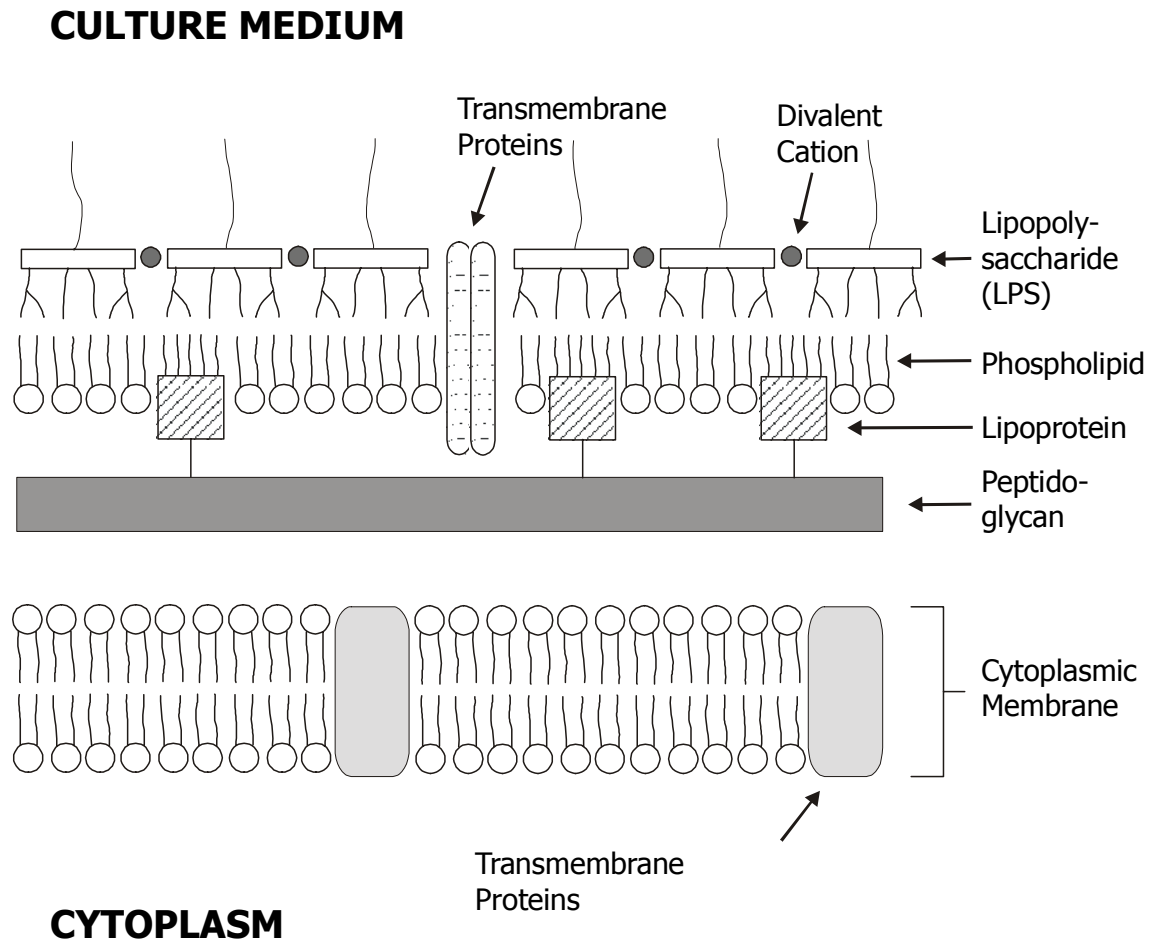 CULTURE MEDIUM
Transmembrane
Proteins
Divalent
Cation
Lipopoly-
saccharide
(LPS)
Phospholipid
Lipoprotein
Peptido-
glycan
Cytoplasmic
Membrane
Transmembrane
Proteins
CYTOPLASM